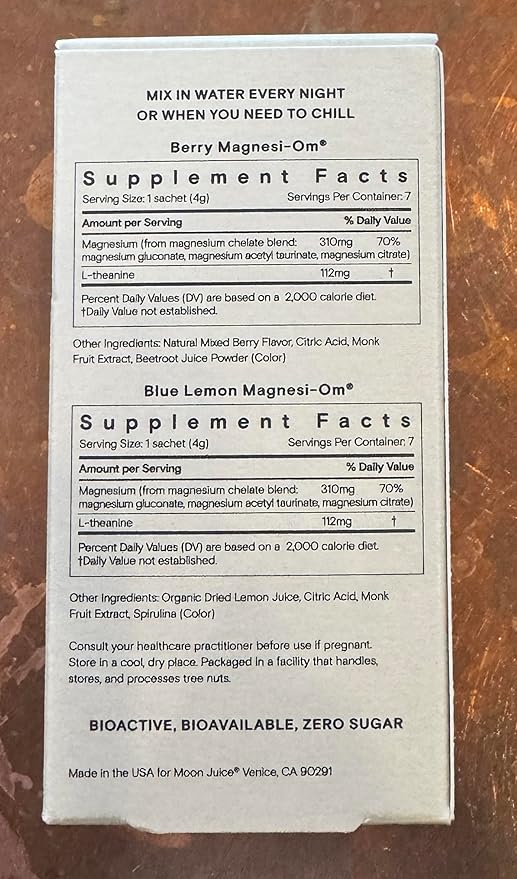 MIX IN WATER EVERY NIGHT
OR WHEN YOU NEED TO CHILL
Berry Magnesi-Om®
Supplement Facts
Serving Size: 1 sachet (4g) Servings Per Container: 7
Amount per Serving % Daily Value
Magnesium (from magnesium chelate blend: 310mg 70%
magnesium gluconate, magnesium acetyl taurinate, magnesium citrate)
L-theanine 112mg †
Percent Daily Values (DV) are based on a 2,000 calorie diet.
†Daily Value not established.
Other Ingredients: Natural Mixed Berry Flavor, Citric Acid, Monk
Fruit Extract, Beetroot Juice Powder (Color)
Blue Lemon Magnesi-Om®
Supplement Facts
Serving Size: 1 sachet (4g) Servings Per Container: 7
Amount per Serving % Daily Value
Magnesium (from magnesium chelate blend: 310mg 70%
magnesium gluconate, magnesium acetyl taurinate, magnesium citrate)
L-theanine 112mg †
Percent Daily Values (DV) are based on a 2,000 calorie diet.
†Daily Value not established.
Other Ingredients: Organic Dried Lemon Juice, Citric Acid, Monk
Fruit Extract, Spirulina (Color)
Consult your healthcare practitioner before use if pregnant.
Store in a cool, dry place. Packaged in a facility that handles,
stores, and processes tree nuts.
BIOACTIVE, BIOAVAILABLE, ZERO SUGAR
Made in the USA for Moon Juice® Venice, CA 90291